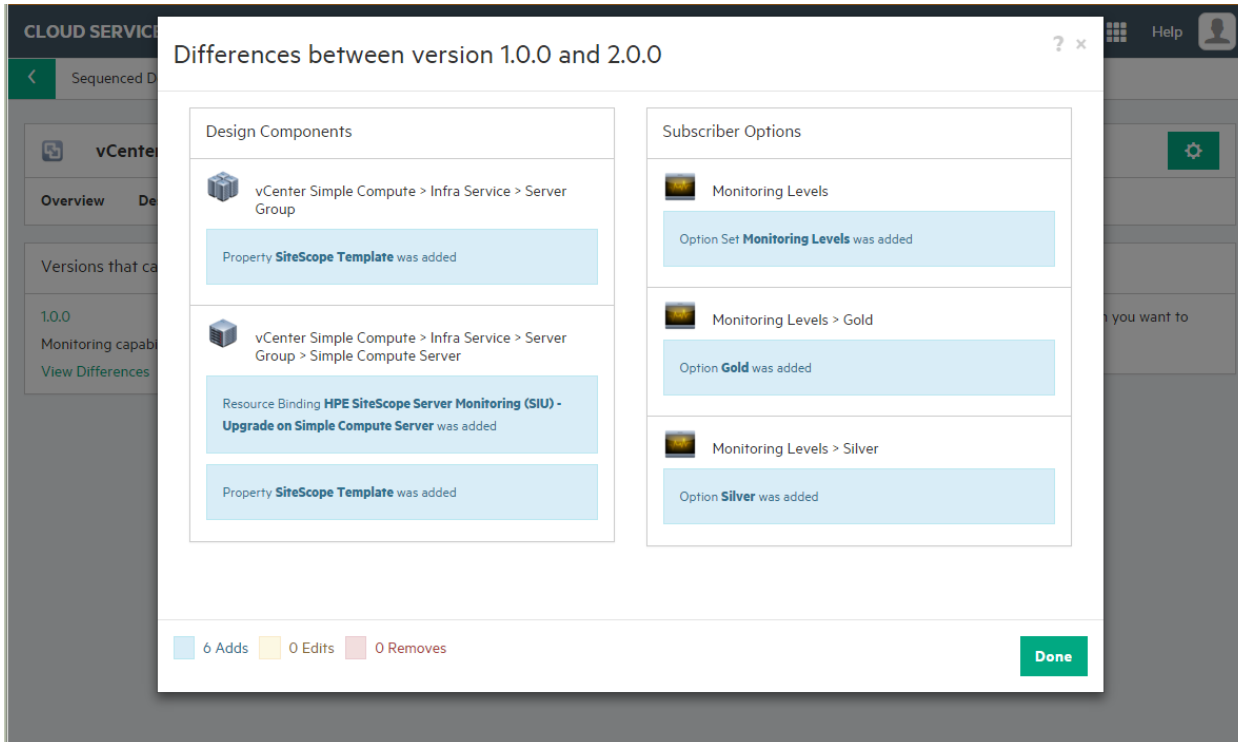 CLOUD SERVICE
Help
Differences between version 1.0.0 and 2.0.0
? ×
Sequenced D
vCenter
Overview De
Versions that ca
1.0.0
Monitoring capabi
View Differences
you want to
Design Components
vCenter Simple Compute > Infra Service > Server
Group
Property SiteScope Template was added
vCenter Simple Compute > Infra Service > Server
Group > Simple Compute Server
Resource Binding HPE SiteScope Server Monitoring (SIU) -
Upgrade on Simple Compute Server was added
Property SiteScope Template was added
Subscriber Options
Monitoring Levels
Option Set Monitoring Levels was added
Monitoring Levels > Gold
Option Gold was added
Monitoring Levels > Silver
Option Silver was added
6 Adds 0 Edits 0 Removes
Done